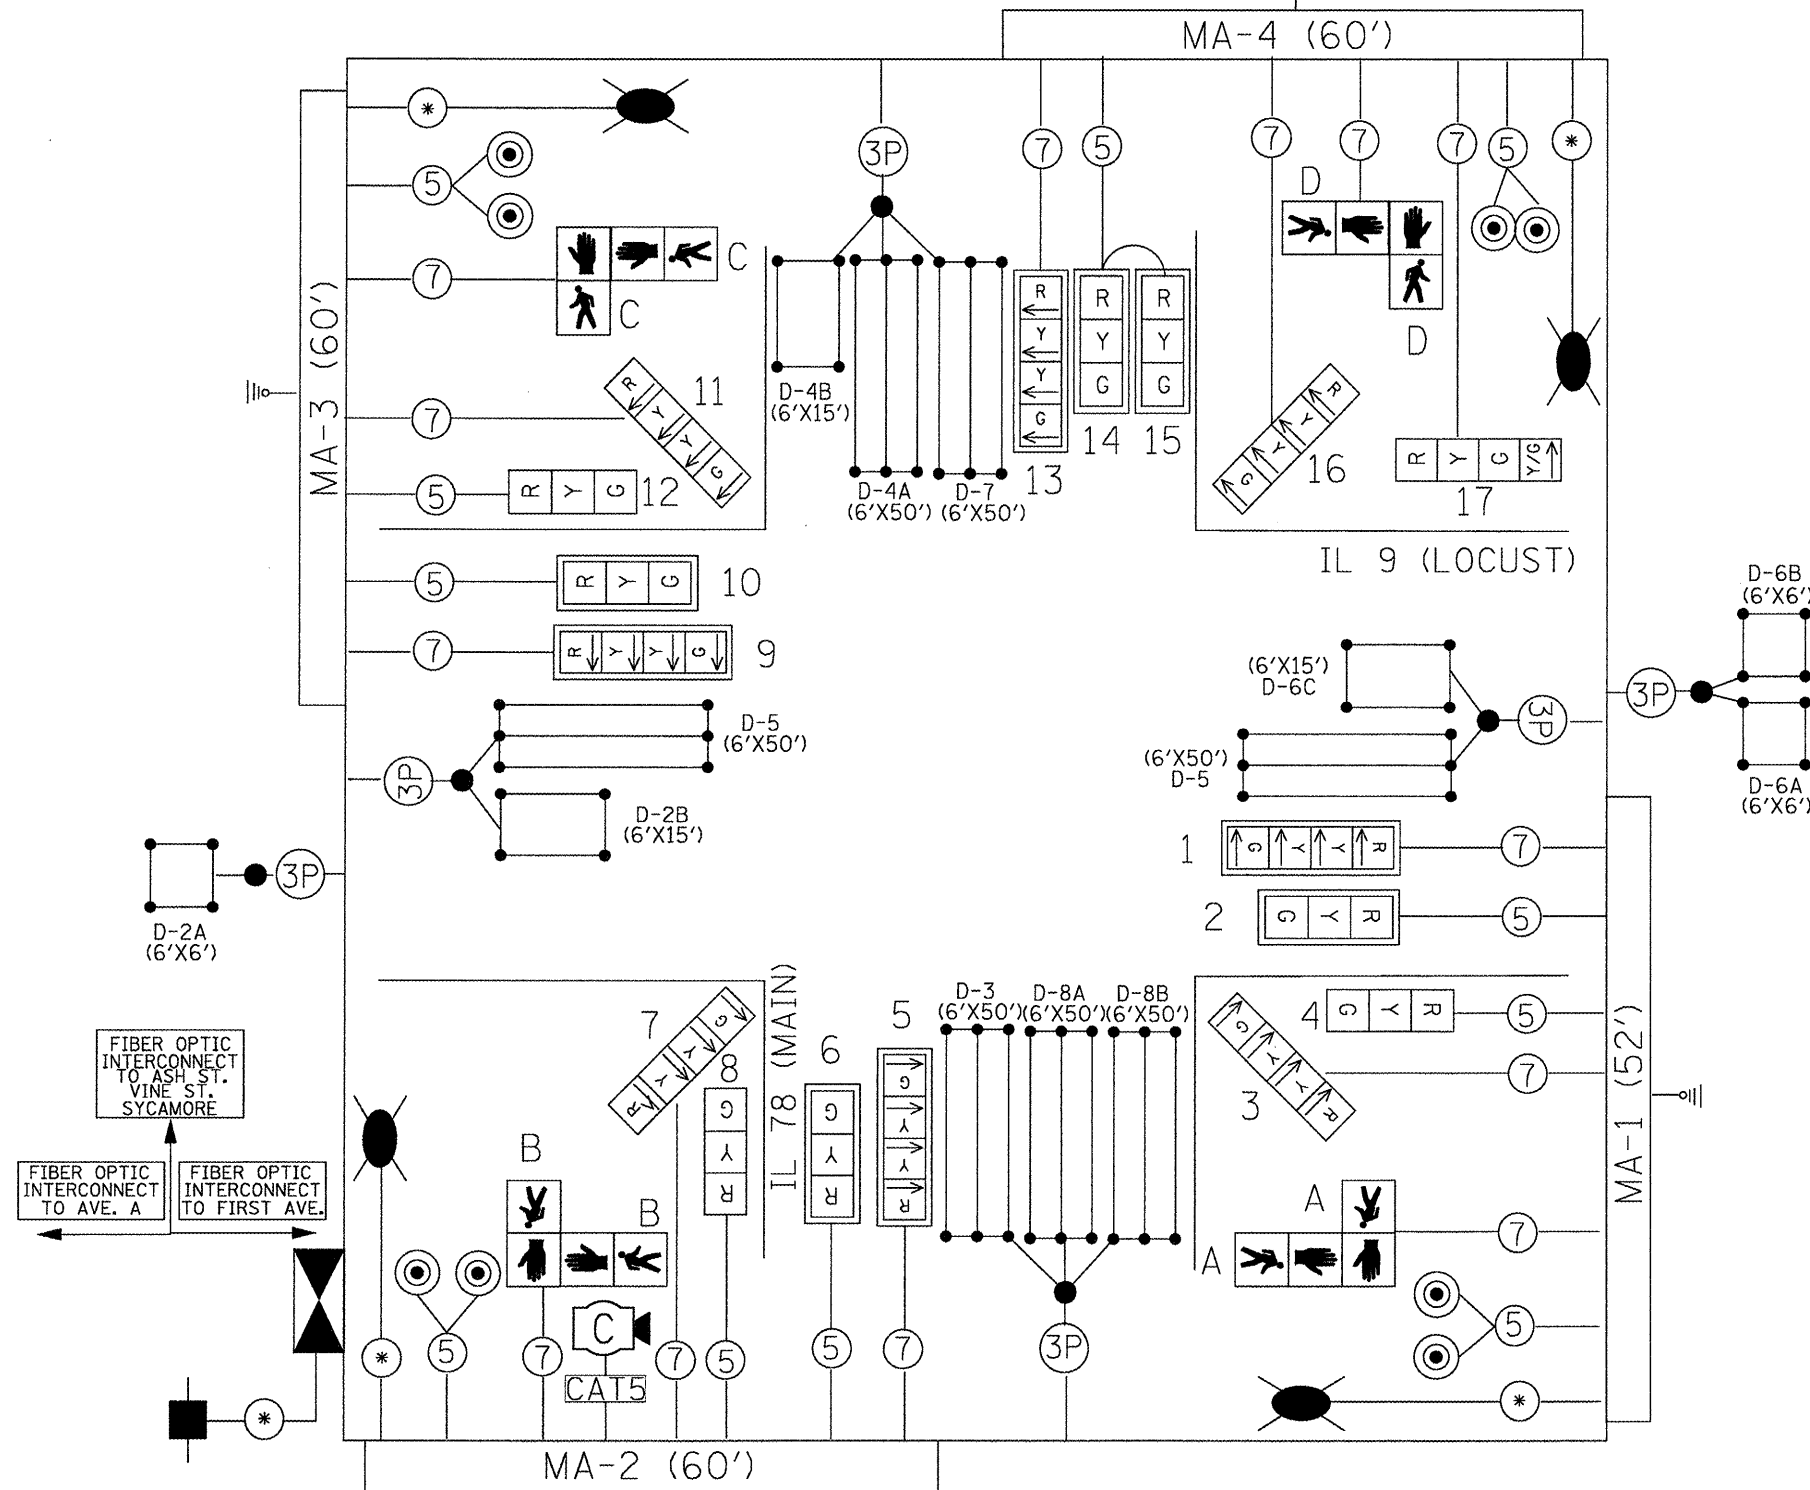 MA-4 (60')
*
5
7
7
5
3P
7
5
7
7
7
5
*
C
C
D
D
MA-3 (60')
R Y Y G
11
R Y G
12
D-4B
(6'X15')
D-4A
(6'X50')
D-7
(6'X50')
R
Y
Y
G
13
R
Y
G
14
R
Y
G
15
R Y Y G
16
R Y G Y/G
17
IL 9 (LOCUST)
5
R Y G
10
7
R Y Y G
9
D-5
(6'X50')
3P
D-2B
(6'X15')
3P
D-2A
(6'X6')
(6'X15')
D-6C
3P
(6'X50')
D-5
3P
D-6B
(6'X6')
D-6A
(6'X6')
1
G Y Y R
7
2
G Y R
5
4
G Y R
5
3
G Y Y R
7
MA-1 (52')
FIBER OPTIC
INTERCONNECT
TO ASH ST.
VINE ST.
SYCAMORE
FIBER OPTIC
INTERCONNECT
TO AVE. A
FIBER OPTIC
INTERCONNECT
TO FIRST AVE.
7
G Y Y R
8
G
Y
R
IL 78 (MAIN)
6
G
Y
R
5
G
Y
Y
R
D-3
(6'X50')
D-8A
(6'X50')
D-8B
(6'X50')
B
B
A
A
7
5
*
C
CAT5
*
5
7
7
5
5
7
3P
*
MA-2 (60')